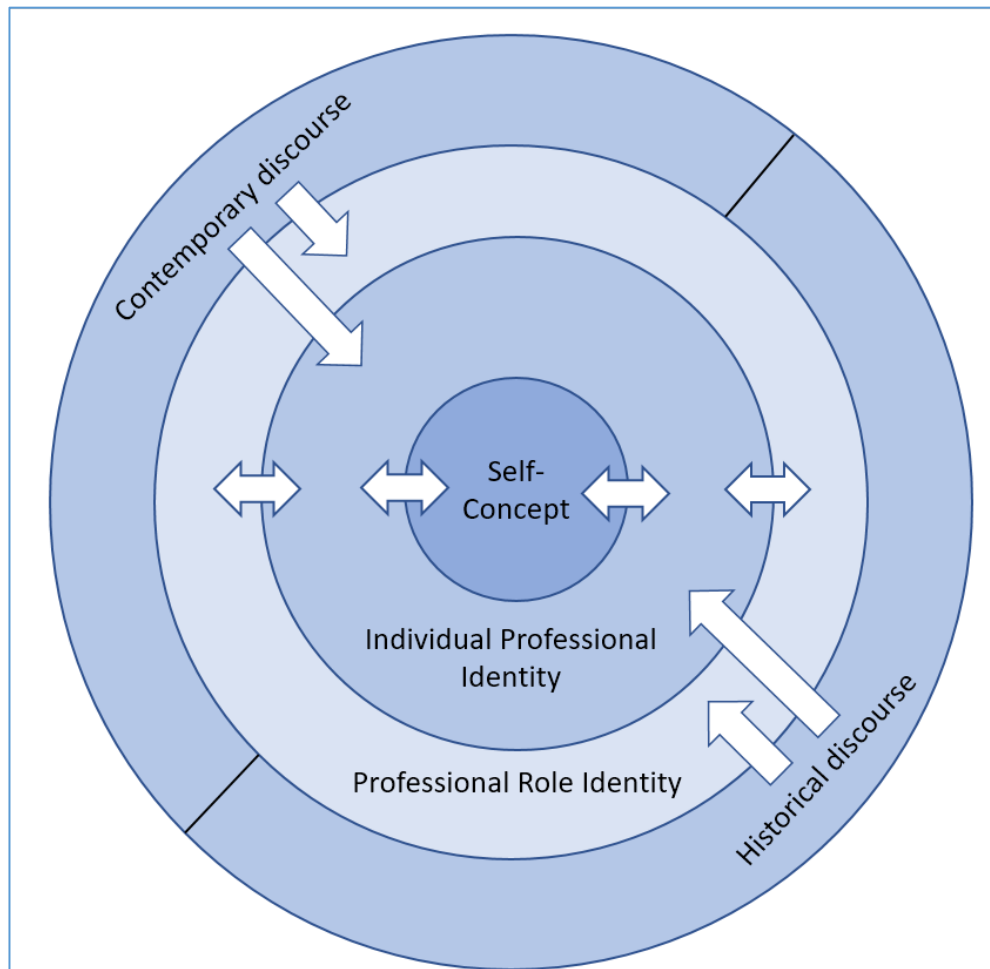 Contemporary discourse
Self-
Concept
Individual Professional
Identity
Professional Role Identity
Historical discourse